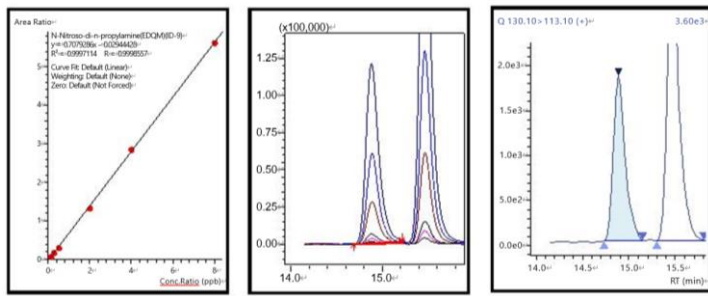 Area Ratio
N-Nitroso-di-n-propylamine(EDQM)(ID-9)
y=0.7079286x -0.02944428
R²=0.9997114 R=0.9998557
Curve Fit: Default (Linear)
Weighting: Default (None)
Zero: Default (Not Forced)
5
4
3
2
1
0
0 2 4 6 8
Conc.Ratio (ppb)
(x100,000)
1.25
1.00
0.75
0.50
0.25
0.00
14.0 15.0
Q 130.10>113.10 (+) 3.60e3
2.0e3
1.5e3
1.0e3
5.0e2
0.0e0
14.0 14.5 15.0 15.5
RT (min)